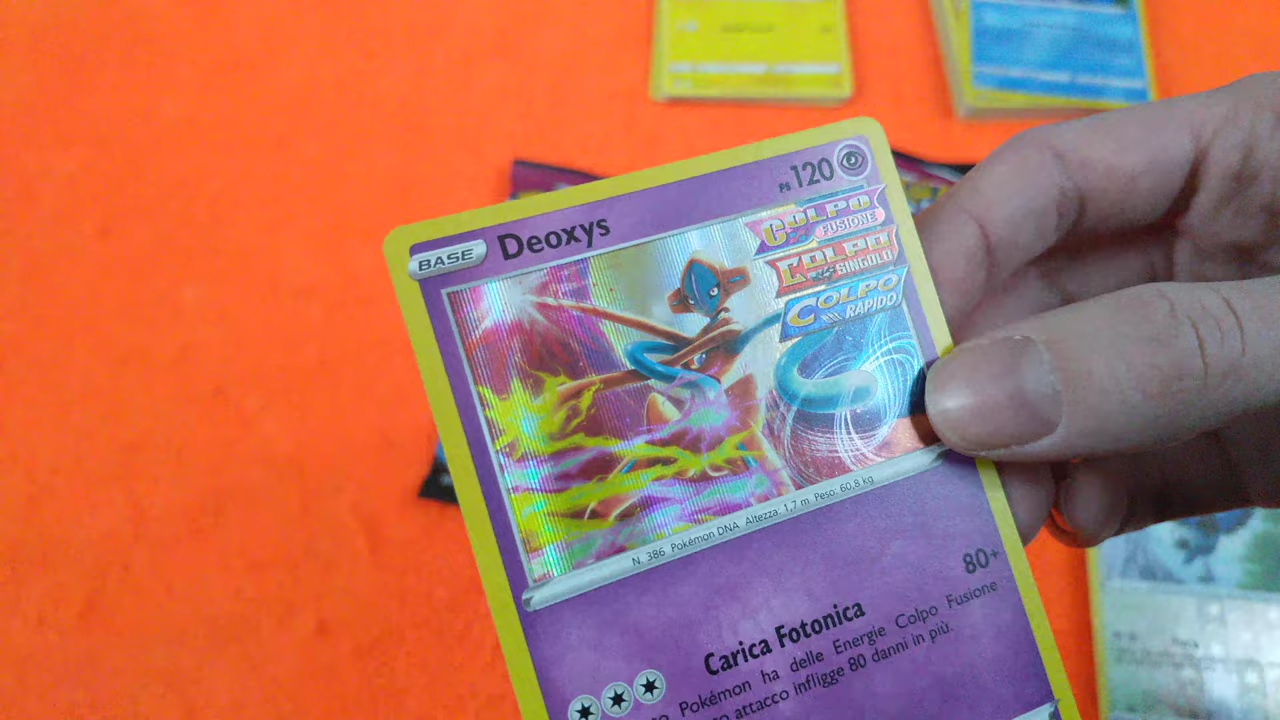 BASE
Deoxys
PS 120
COLPO
FUSIONE
COLPO
SINGOLO
COLPO
RAPIDO
N. 386 Pokémon DNA Altezza: 1,7 m Peso: 60,8 kg
Carica Fotonica 80+
Pokémon ha delle Energie Colpo Fusione
attacco infligge 80 danni in più.